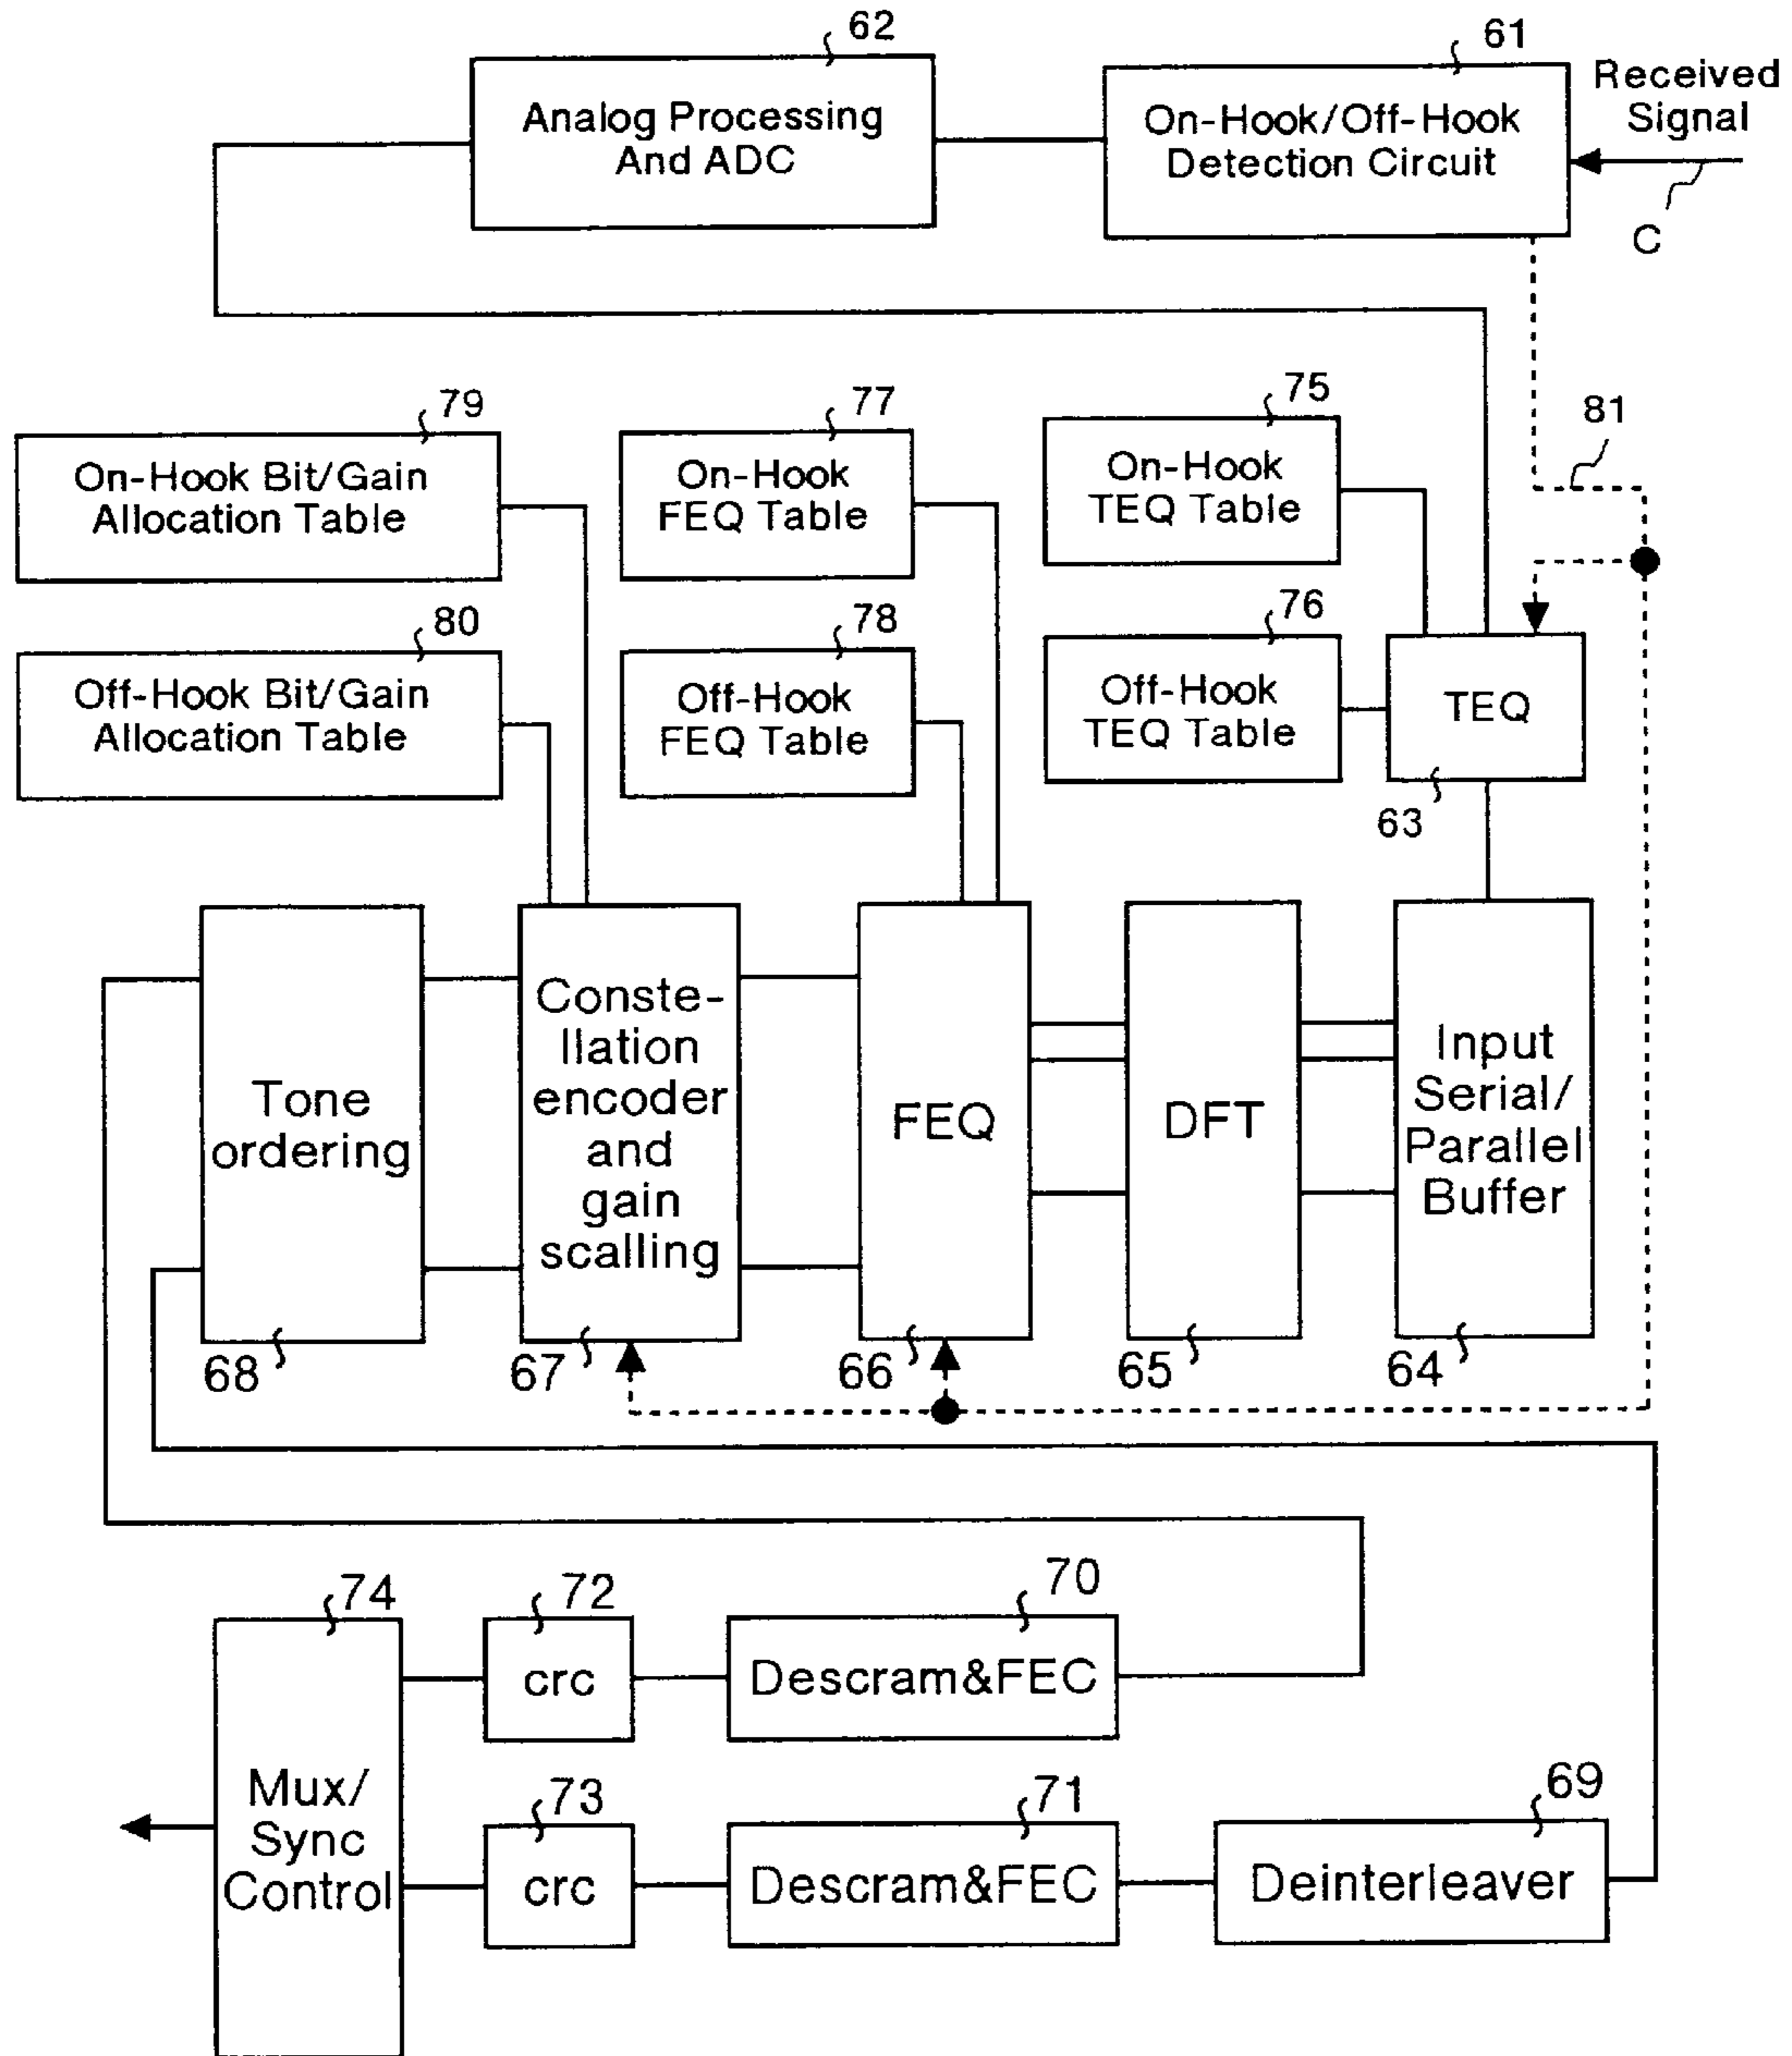 62
61
Received
Signal
Analog Processing
And ADC
On-Hook/Off-Hook
Detection Circuit
C
79
77
75
81
On-Hook Bit/Gain
Allocation Table
On-Hook
FEQ Table
On-Hook
TEQ Table
80
78
76
Off-Hook Bit/Gain
Allocation Table
Off-Hook
FEQ Table
Off-Hook
TEQ Table
TEQ
63
Tone
ordering
Conste-
llation
encoder
and
gain
scalling
FEQ
DFT
Input
Serial/
Parallel
Buffer
68
67
66
65
64
74
72
70
crc
Descram&FEC
Mux/
Sync
Control
73
71
69
crc
Descram&FEC
Deinterleaver